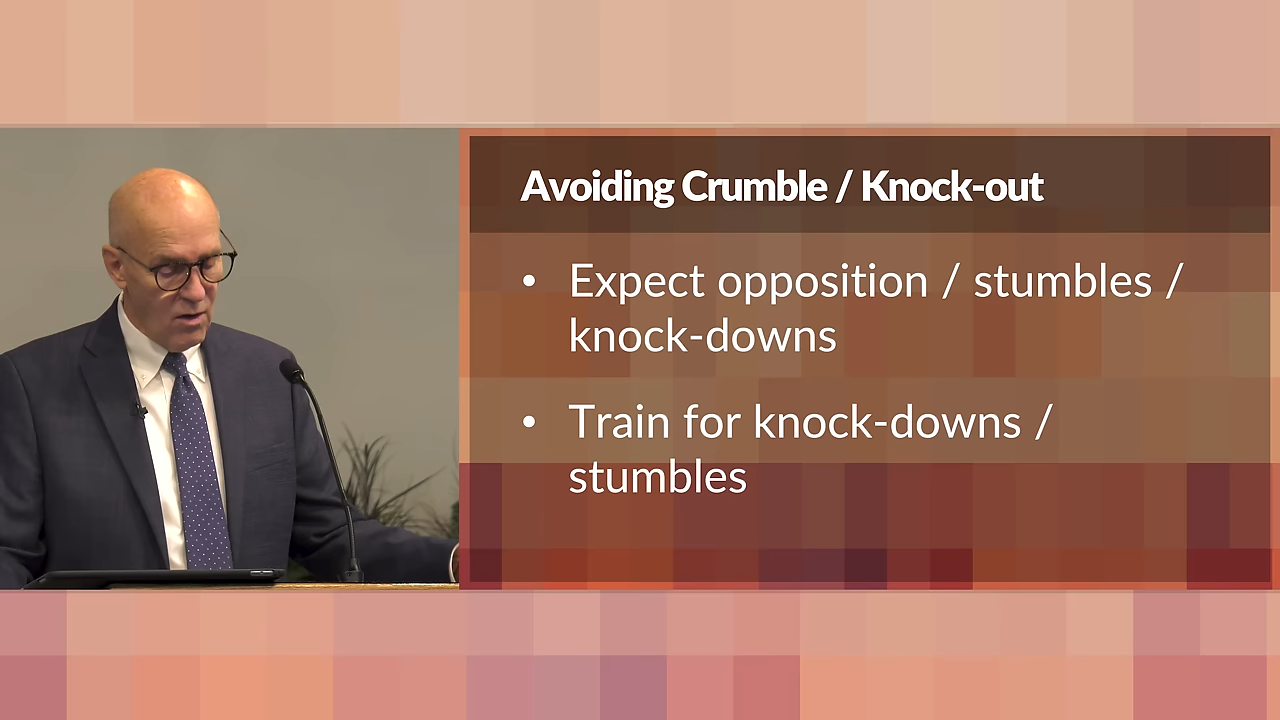 Avoiding Crumble / Knock-out
• Expect opposition / stumbles /
knock-downs
• Train for knock-downs /
stumbles